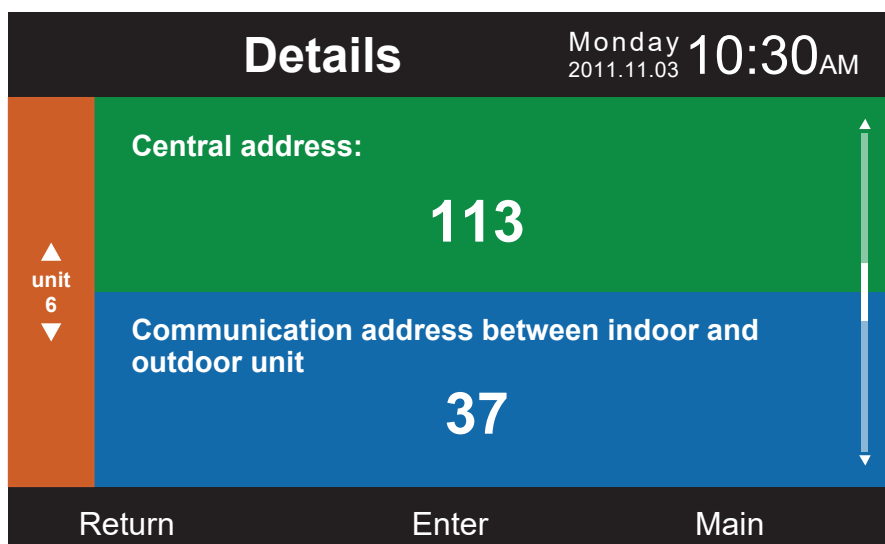 Details
Monday
2011.11.03
10:30AM
Central address:
113
unit
6
Communication address between indoor and
outdoor unit
37
Return
Enter
Main